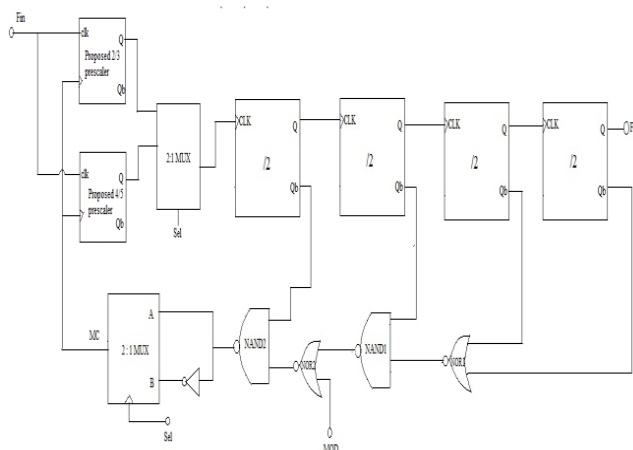 Fin
clk
Q
Proposed 2/3
prescaler
Qb
clk
Q
Proposed 4/5
prescaler
Qb
2:1 MUX
Sel
CLK
Q
/2
Qb
CLK
Q
/2
Qb
CLK
Q
/2
Qb
CLK
Q
/2
Qb
MC
A
2 : 1 MUX
B
Sel
NAND2
NOR2
NAND1
NOR1
MOD